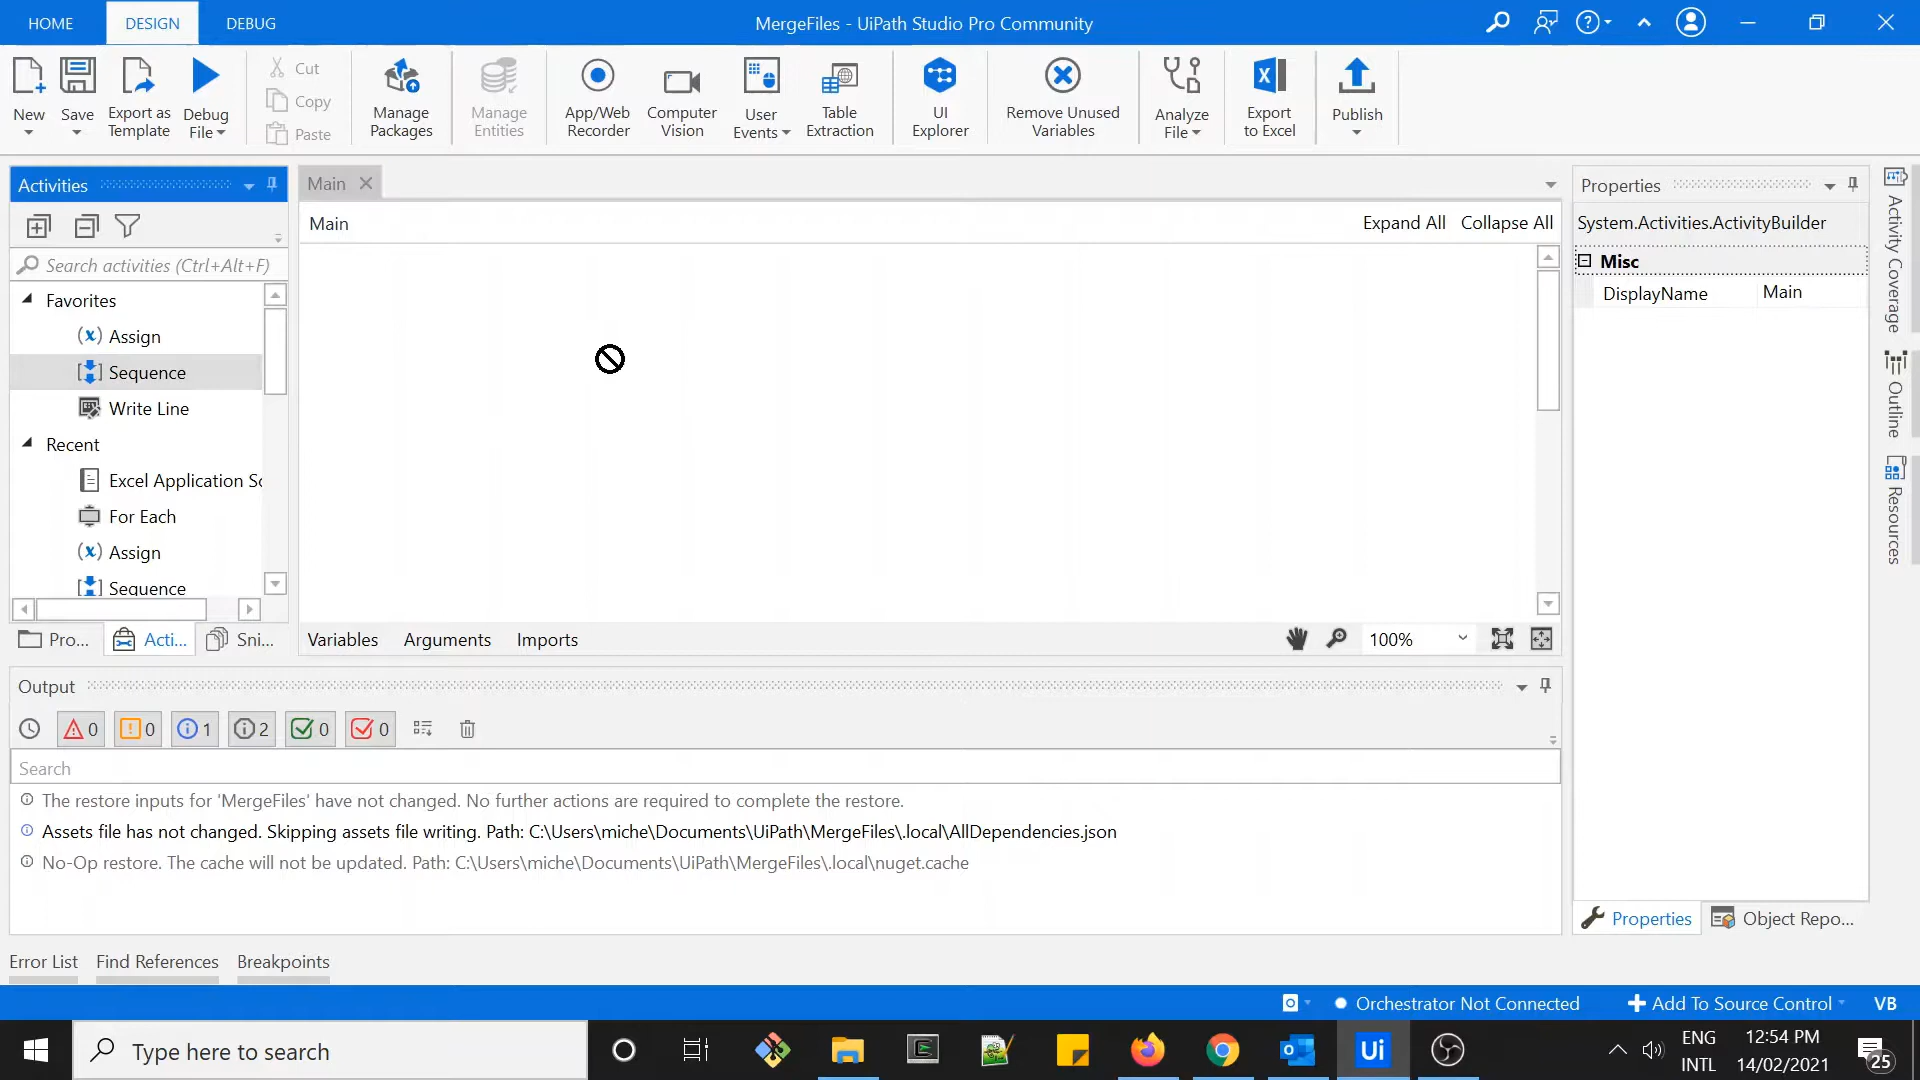 HOME DESIGN DEBUG MergeFiles - UiPath Studio Pro Community
New Save Export as Template Debug File Cut Copy Paste Manage Packages Manage Entities App/Web Recorder Computer Vision User Events Table Extraction UI Explorer Remove Unused Variables Analyze File Export to Excel Publish
Activities
Search activities (Ctrl+Alt+F)
Favorites
Assign
Sequence
Write Line
Recent
Excel Application Sc
For Each
Assign
Sequence
Pro... Acti... Sni...
Main
Main Expand All Collapse All
Variables Arguments Imports 100%
Properties
System.Activities.ActivityBuilder
Misc
DisplayName Main
Properties Object Repo...
Activity Coverage
Outline
Resources
Output
0 0 1 2 0 0
Search
The restore inputs for 'MergeFiles' have not changed. No further actions are required to complete the restore.
Assets file has not changed. Skipping assets file writing. Path: C:\Users\miche\Documents\UiPath\MergeFiles\.local\AllDependencies.json
No-Op restore. The cache will not be updated. Path: C:\Users\miche\Documents\UiPath\MergeFiles\.local\nuget.cache
Error List Find References Breakpoints
Orchestrator Not Connected Add To Source Control VB
Type here to search
Ui
ENG
INTL
12:54 PM
14/02/2021
25